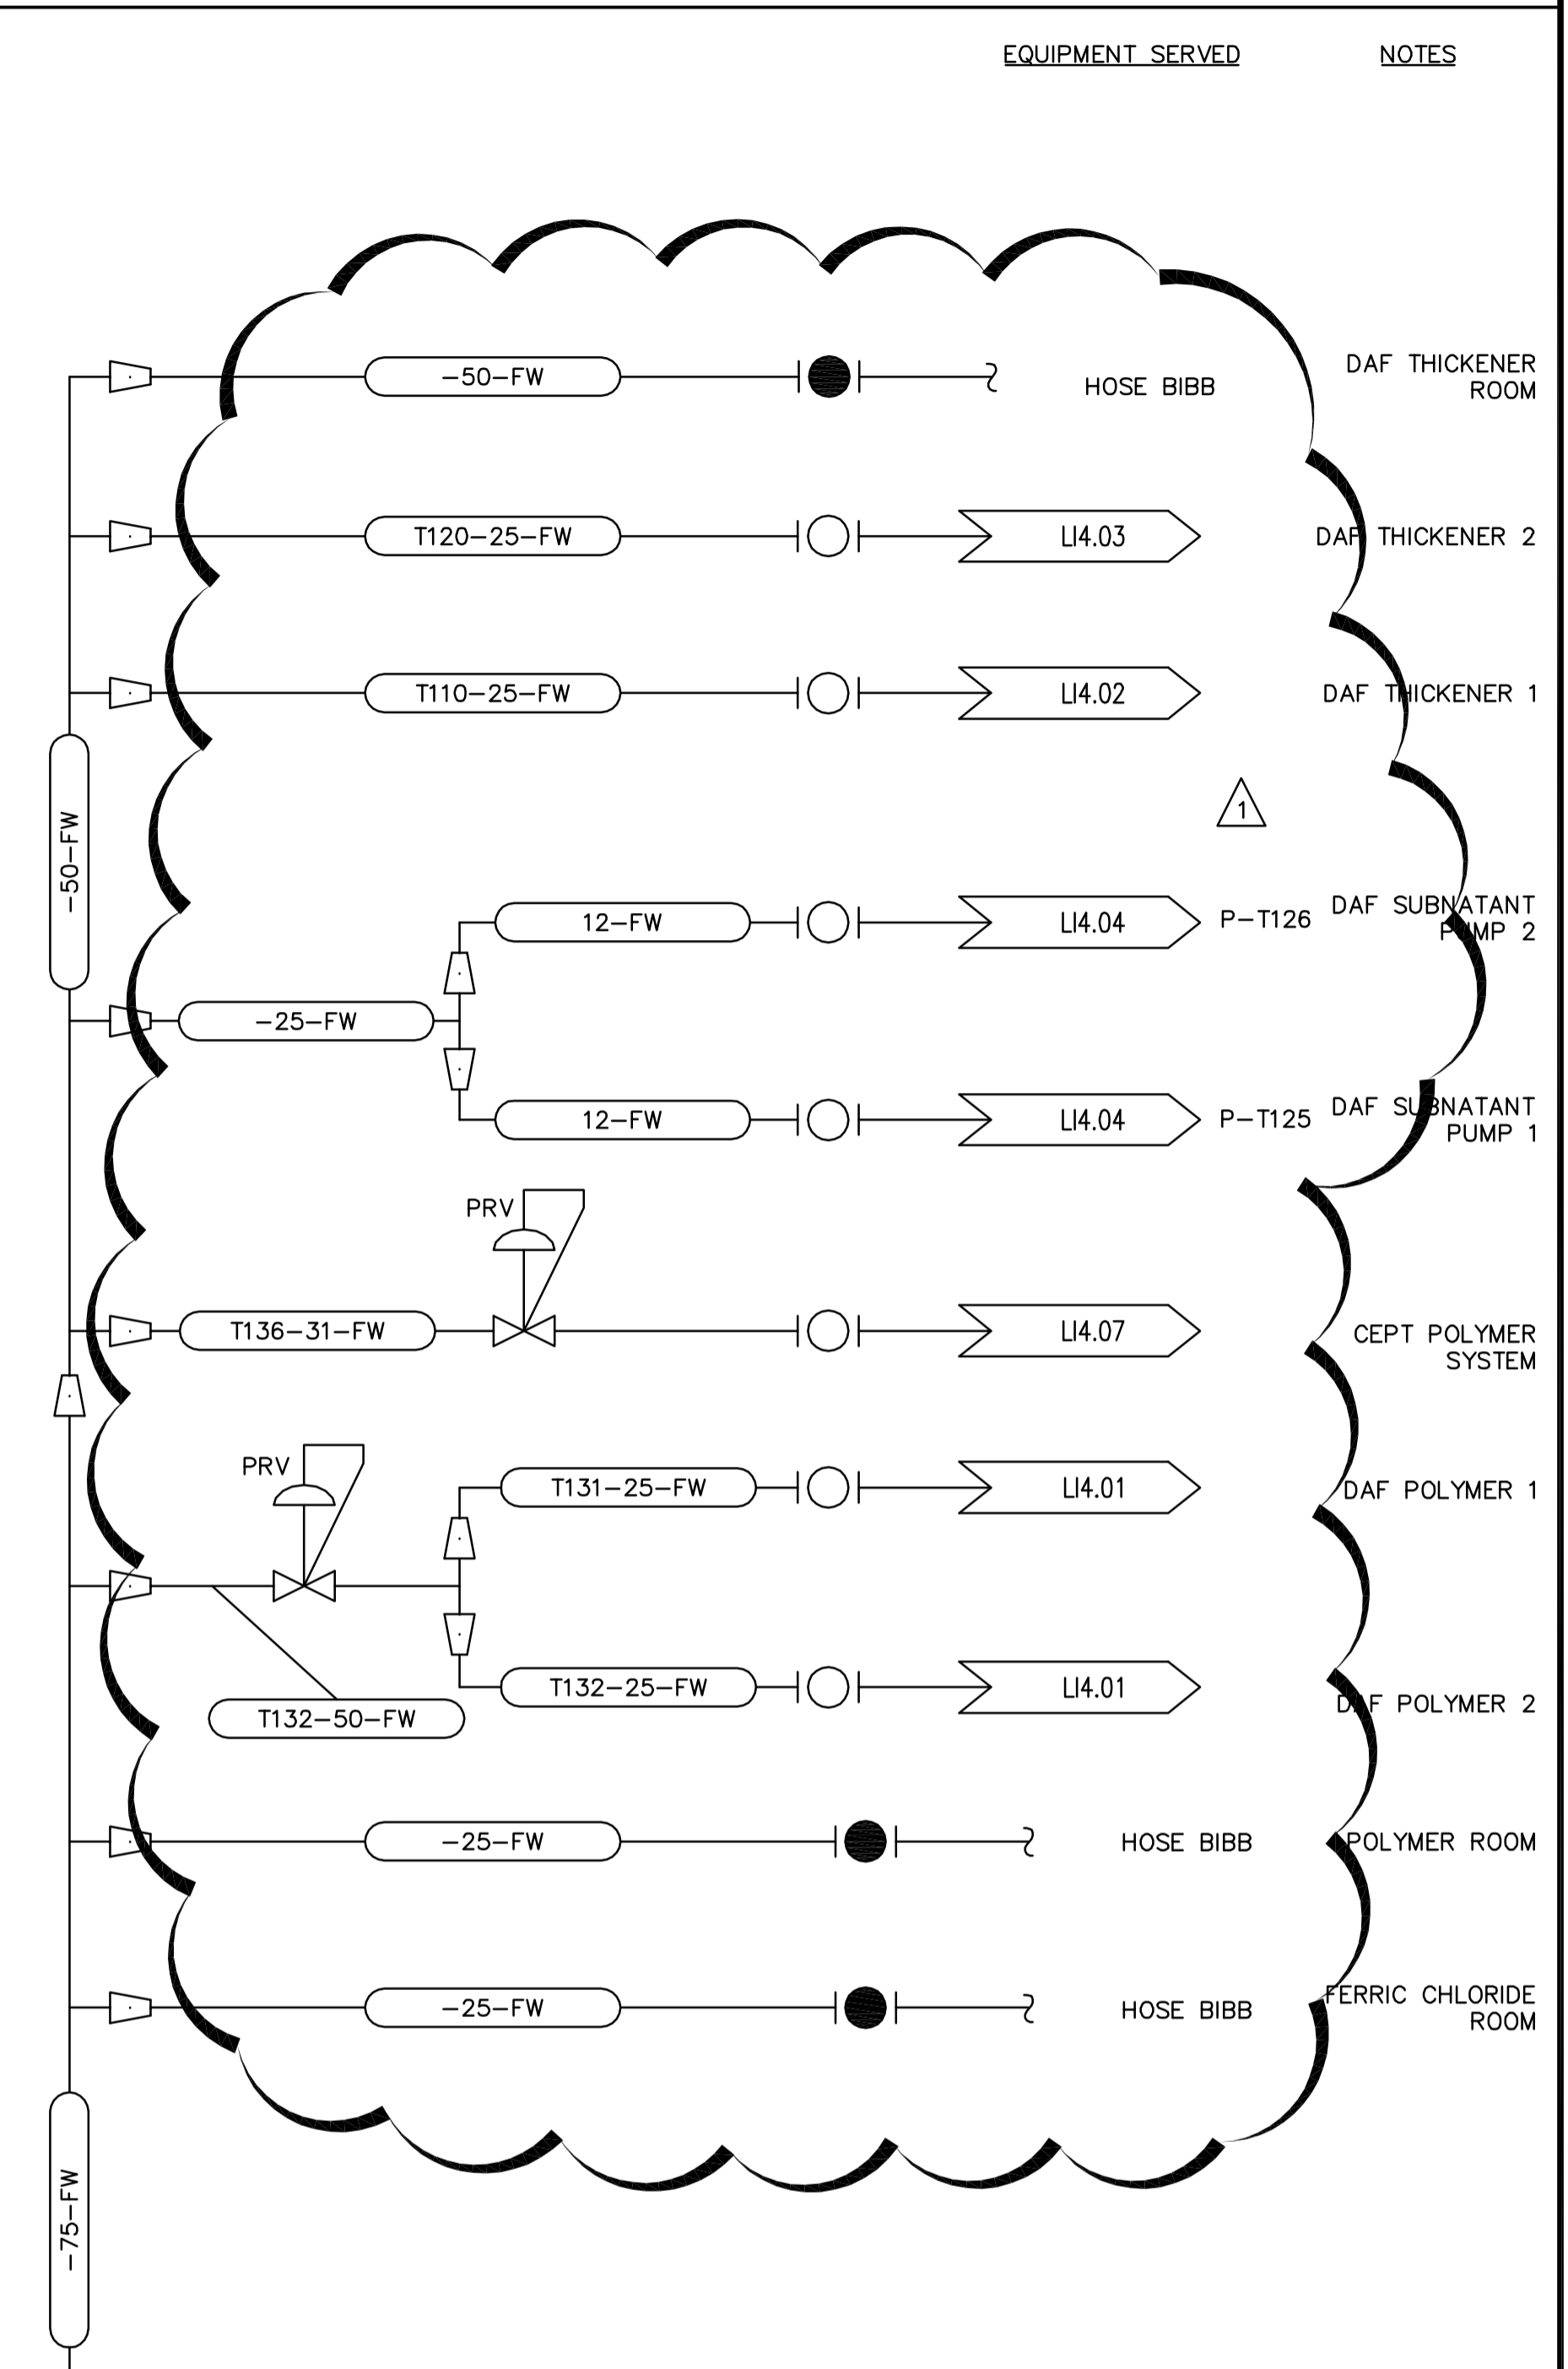 EQUIPMENT SERVED
NOTES
-50-FW
HOSE BIBB
DAF THICKENER
ROOM
T120-25-FW
LI4.03
DAF THICKENER 2
T110-25-FW
LI4.02
DAF THICKENER 1
-50-FW
1
12-FW
LI4.04
P-T126
DAF SUBNATANT
PUMP 2
-25-FW
12-FW
LI4.04
P-T125
DAF SUBNATANT
PUMP 1
PRV
T136-31-FW
LI4.07
CEPT POLYMER
SYSTEM
PRV
T131-25-FW
LI4.01
DAF POLYMER 1
T132-25-FW
LI4.01
DAF POLYMER 2
T132-50-FW
-25-FW
HOSE BIBB
POLYMER ROOM
-25-FW
HOSE BIBB
FERRIC CHLORIDE
ROOM
-75-FW